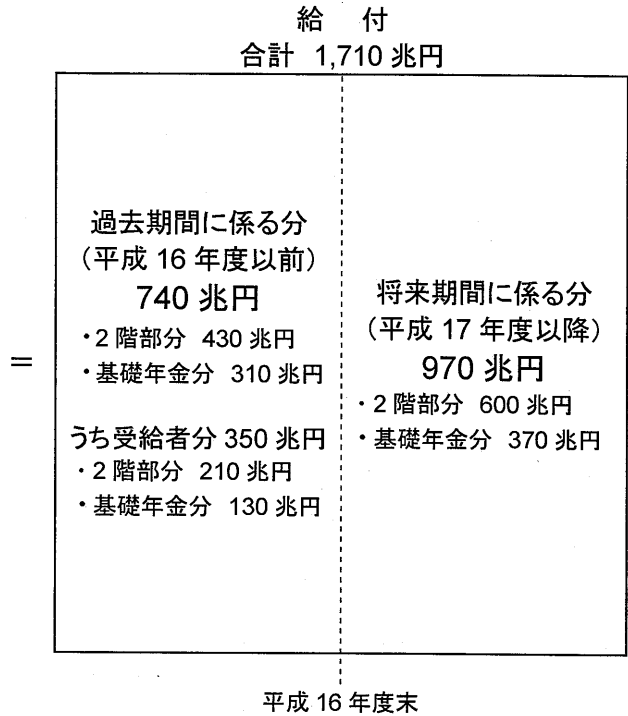 給　付
合計 1,710 兆円
過去期間に係る分
（平成 16 年度以前）
740 兆円
・2 階部分 430 兆円
・基礎年金分 310 兆円
うち受給者分 350 兆円
・2 階部分 210 兆円
・基礎年金分 130 兆円
将来期間に係る分
（平成 17 年度以降）
970 兆円
・2 階部分 600 兆円
・基礎年金分 370 兆円
＝
平成 16 年度末